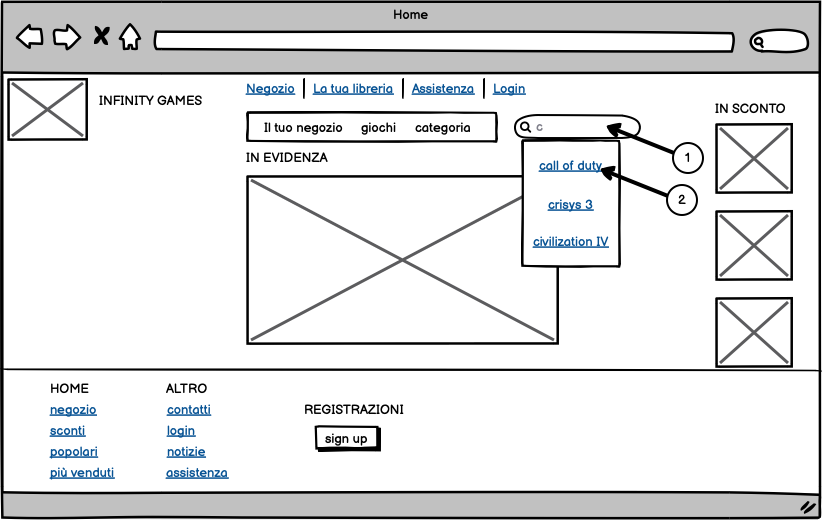 Home
INFINITY GAMES
Negozio
La tua libreria
Assistenza
Login
Il tuo negozio giochi categoria
c
1
IN SCONTO
IN EVIDENZA
call of duty
2
crisys 3
civilization IV
HOME
negozio
sconti
popolari
più venduti
ALTRO
contatti
login
notizie
assistenza
REGISTRAZIONI
sign up